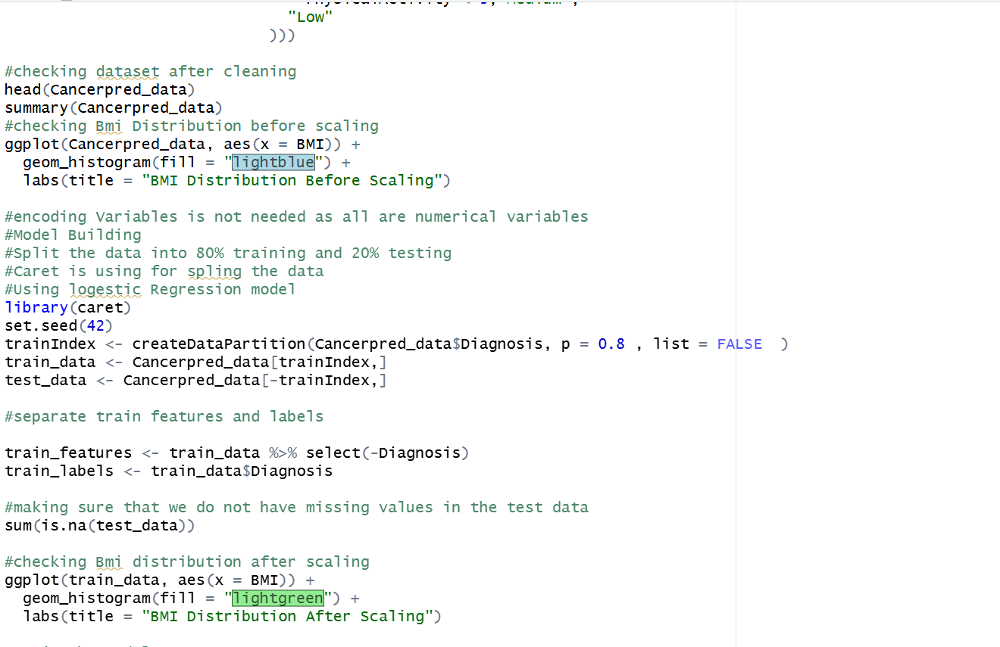 "Low"
)))
#checking dataset after cleaning
head(Cancerpred_data)
summary(Cancerpred_data)
#checking Bmi Distribution before scaling
ggplot(Cancerpred_data, aes(x = BMI)) +
  geom_histogram(fill = "lightblue") +
  labs(title = "BMI Distribution Before Scaling")
#encoding Variables is not needed as all are numerical variables
#Model Building
#Split the data into 80% training and 20% testing
#Caret is using for spling the data
#Using logestic Regression model
library(caret)
set.seed(42)
trainIndex <- createDataPartition(Cancerpred_data$Diagnosis, p = 0.8 , list = FALSE  )
train_data <- Cancerpred_data[trainIndex,]
test_data <- Cancerpred_data[-trainIndex,]
#separate train features and labels
train_features <- train_data %>% select(-Diagnosis)
train_labels <- train_data$Diagnosis
#making sure that we do not have missing values in the test data
sum(is.na(test_data))
#checking Bmi distribution after scaling
ggplot(train_data, aes(x = BMI)) +
  geom_histogram(fill = "lightgreen") +
  labs(title = "BMI Distribution After Scaling")